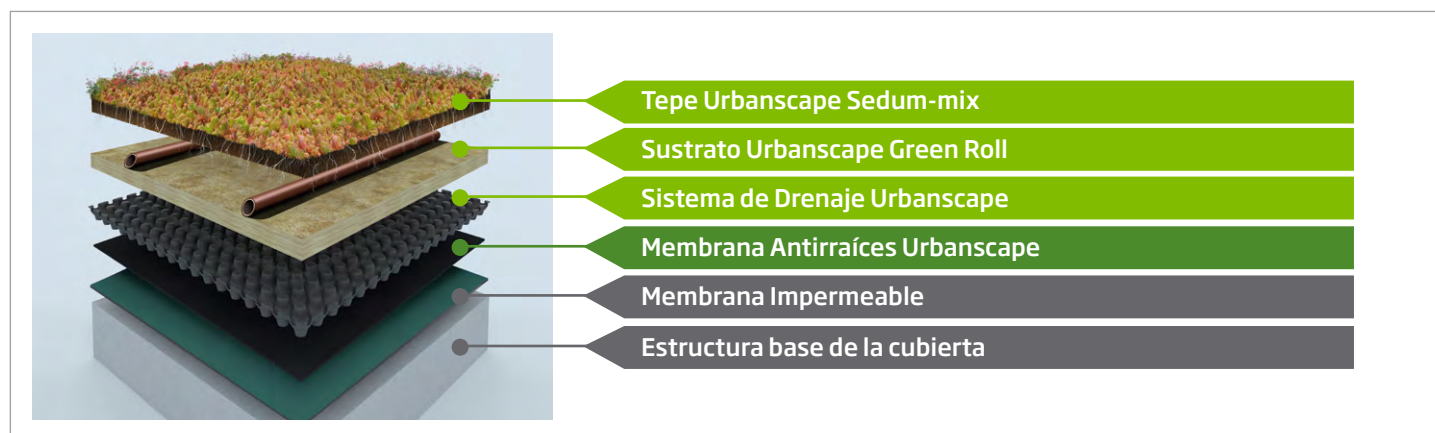 Tepe Urbanscape Sedum-mix
Sustrato Urbanscape Green Roll
Sistema de Drenaje Urbanscape
Membrana Antirraíces Urbanscape
Membrana Impermeable
Estructura base de la cubierta